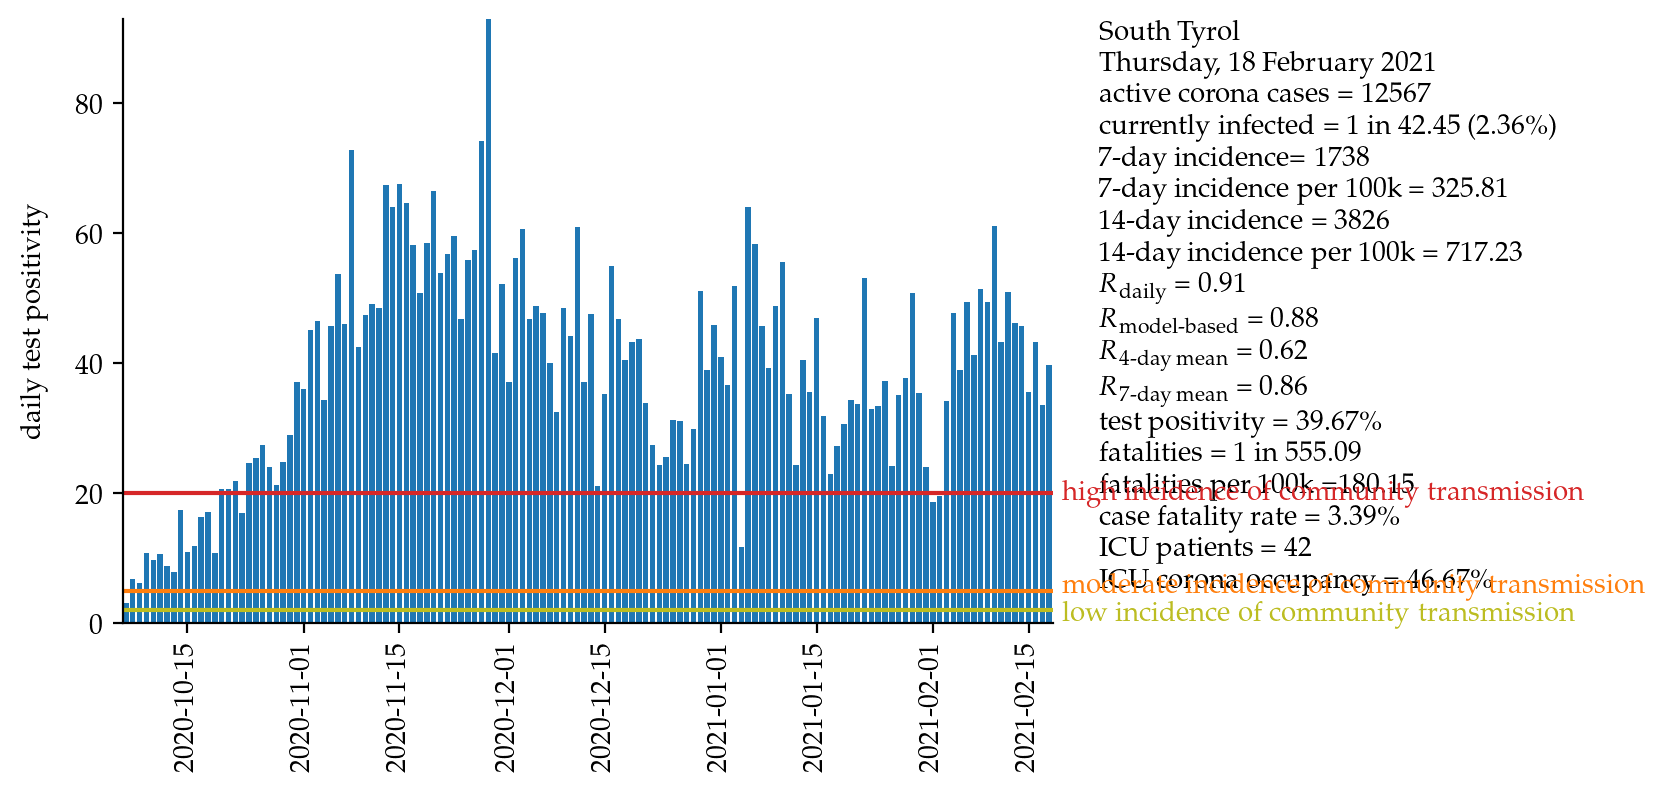 daily test positivity
80
60
40
20
0
2020-10-15
2020-11-01
2020-11-15
2020-12-01
2020-12-15
2021-01-01
2021-01-15
2021-02-01
2021-02-15
South Tyrol
Thursday, 18 February 2021
active corona cases = 12567
currently infected = 1 in 42.45 (2.36%)
7-day incidence= 1738
7-day incidence per 100k = 325.81
14-day incidence = 3826
14-day incidence per 100k = 717.23
R daily = 0.91
R model-based = 0.88
R 4-day mean = 0.62
R 7-day mean = 0.86
test positivity = 39.67%
fatalities = 1 in 555.09
fatalities per 100k =180.15
high incidence of community transmission
case fatality rate = 3.39%
ICU patients = 42
ICU corona occupancy = 46.67%
moderate incidence of community transmission
low incidence of community transmission